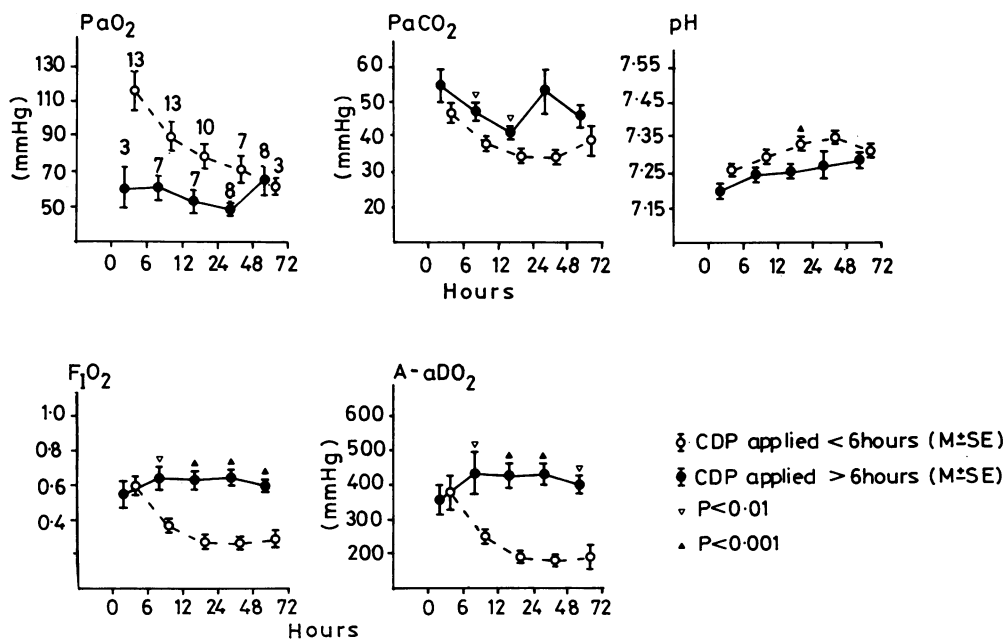 PaO2
(mmHg)
130
110
90
70
50
13
13
10
7
8
3
3
7
7
8
0 6 12 24 48 72
PaCO2
(mmHg)
60
50
40
30
20
0 6 12 24 48 72
Hours
pH
7·55
7·45
7·35
7·25
7·15
0 6 12 24 48 72
FIO2
1·0
0·8
0·6
0·4
0 6 12 24 48 72
Hours
A-aDO2
(mmHg)
600
500
400
300
200
0 6 12 24 48 72
CDP applied <6hours (M±SE)
CDP applied >6hours (M±SE)
▿ P<0·01
▴ P<0·001